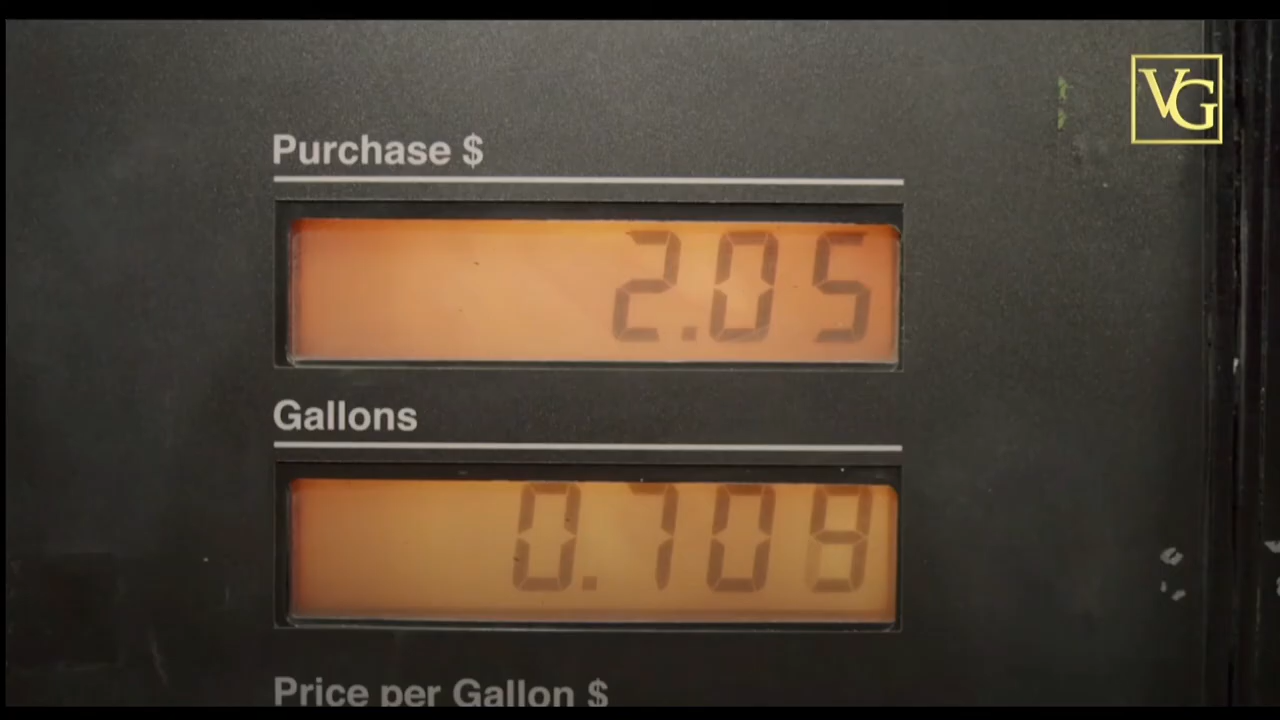 VG
Purchase $
2.05
Gallons
0.708
Price per Gallon $